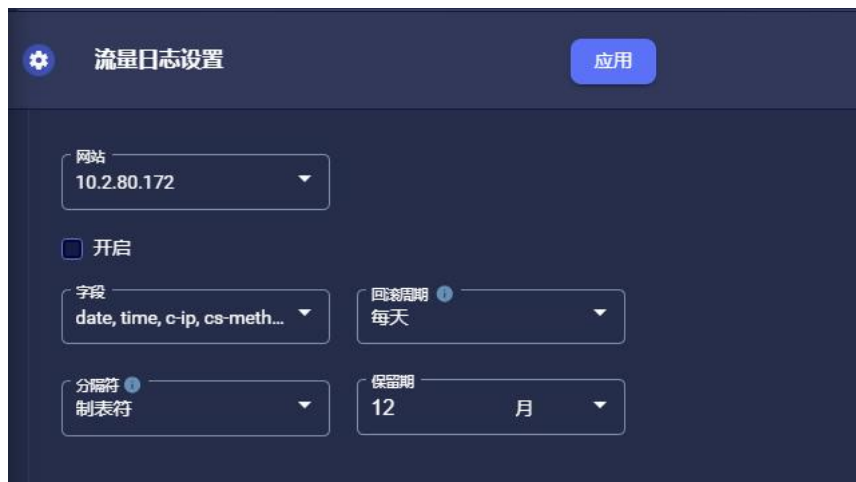 流量日志设置
应用
网站
10.2.80.172
开启
字段
date, time, c-ip, cs-meth...
回滚周期
每天
分隔符
制表符
保留期
12 月